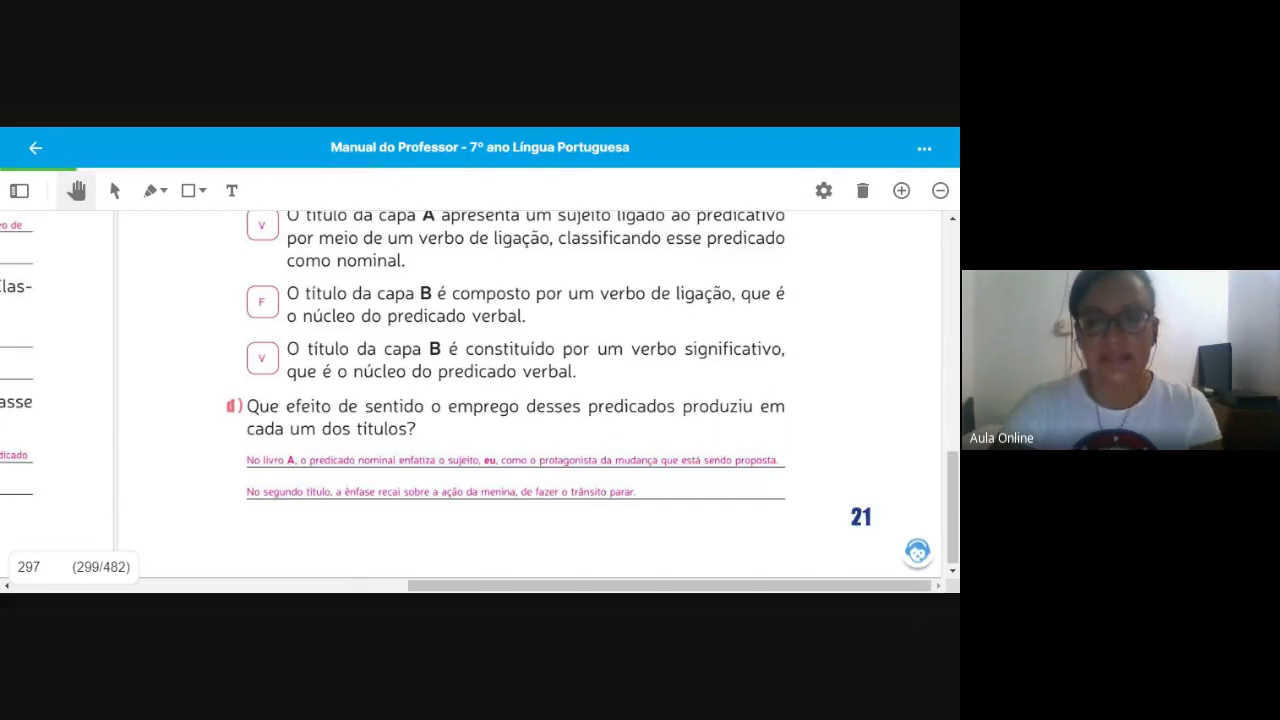 Manual do Professor - 7º ano Língua Portuguesa
T
vo de
Clas-
asse
dicado
V
O título da capa A apresenta um sujeito ligado ao predicativo
por meio de um verbo de ligação, classificando esse predicado
como nominal.
F
O título da capa B é composto por um verbo de ligação, que é
o núcleo do predicado verbal.
V
O título da capa B é constituído por um verbo significativo,
que é o núcleo do predicado verbal.
d) Que efeito de sentido o emprego desses predicados produziu em
cada um dos títulos?
No livro A, o predicado nominal enfatiza o sujeito, eu, como o protagonista da mudança que está sendo proposta.
No segundo título, a ênfase recai sobre a ação da menina, de fazer o trânsito parar.
21
297 (299/482)
Aula Online